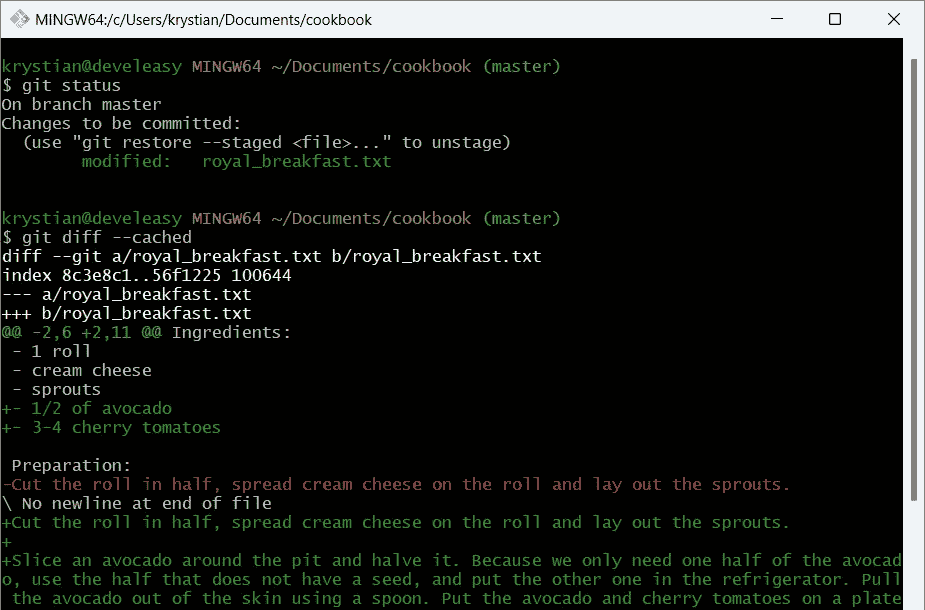 MINGW64:/c/Users/krystian/Documents/cookbook
krystian@develeasy MINGW64 ~/Documents/cookbook (master)
$ git status
On branch master
Changes to be committed:
  (use "git restore --staged <file>..." to unstage)
        modified:   royal_breakfast.txt
krystian@develeasy MINGW64 ~/Documents/cookbook (master)
$ git diff --cached
diff --git a/royal_breakfast.txt b/royal_breakfast.txt
index 8c3e8c1..56f1225 100644
--- a/royal_breakfast.txt
+++ b/royal_breakfast.txt
@@ -2,6 +2,11 @@ Ingredients:
 - 1 roll
 - cream cheese
 - sprouts
+- 1/2 of avocado
+- 3-4 cherry tomatoes
 Preparation:
-Cut the roll in half, spread cream cheese on the roll and lay out the sprouts.
\ No newline at end of file
+Cut the roll in half, spread cream cheese on the roll and lay out the sprouts.
+
+Slice an avocado around the pit and halve it. Because we only need one half of the avocad
o, use the half that does not have a seed, and put the other one in the refrigerator. Pull
 the avocado out of the skin using a spoon. Put the avocado and cherry tomatoes on a plate